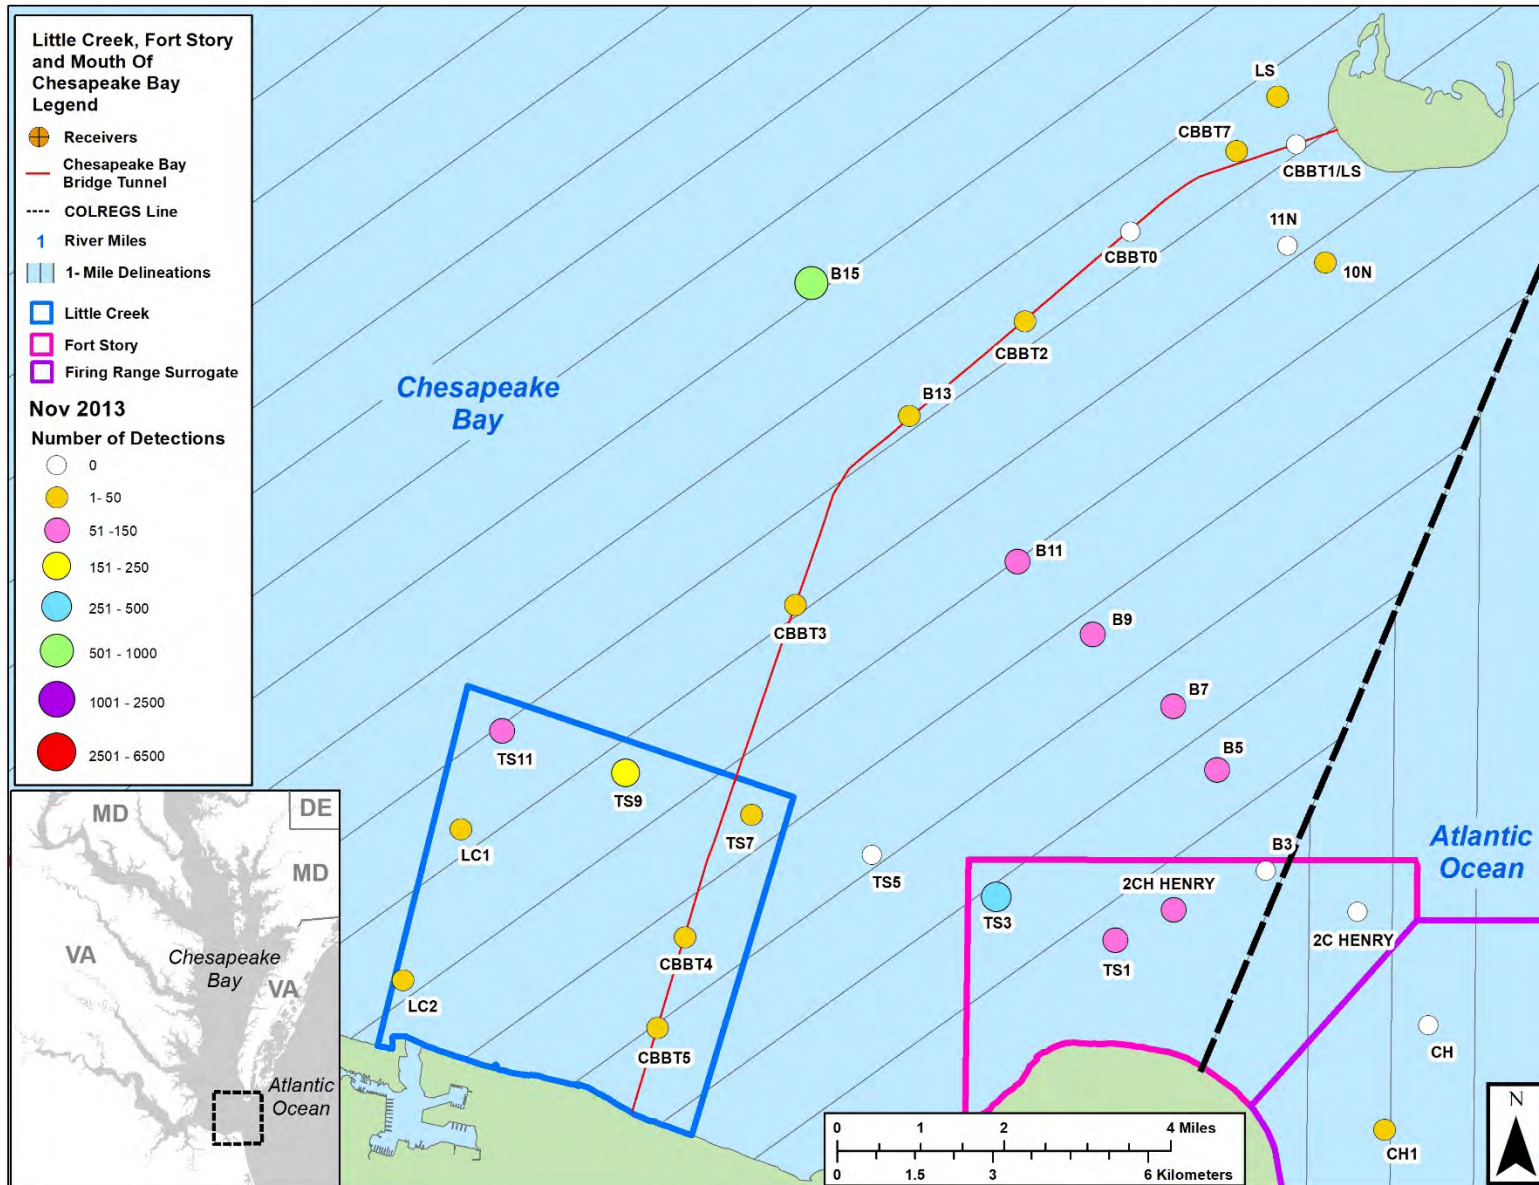 Little Creek, Fort Story
and Mouth Of
Chesapeake Bay
Legend
Receivers
Chesapeake Bay
Bridge Tunnel
COLREGS Line
1 River Miles
1- Mile Delineations
Little Creek
Fort Story
Firing Range Surrogate
Nov 2013
Number of Detections
0
1- 50
51 -150
151 - 250
251 - 500
501 - 1000
1001 - 2500
2501 - 6500
LS
CBBT7
CBBT1/LS
11N
10N
CBBT0
B15
CBBT2
Chesapeake
Bay
B13
B11
CBBT3
B9
B7
B5
TS11
TS9
TS7
LC1
TS5
B3
Atlantic
Ocean
2CH HENRY
TS3
2C HENRY
TS1
CBBT4
LC2
CH
CBBT5
CH1
MD
DE
MD
VA
Chesapeake
Bay
VA
Atlantic
Ocean
0 1 2 4 Miles
0 1.5 3 6 Kilometers
N